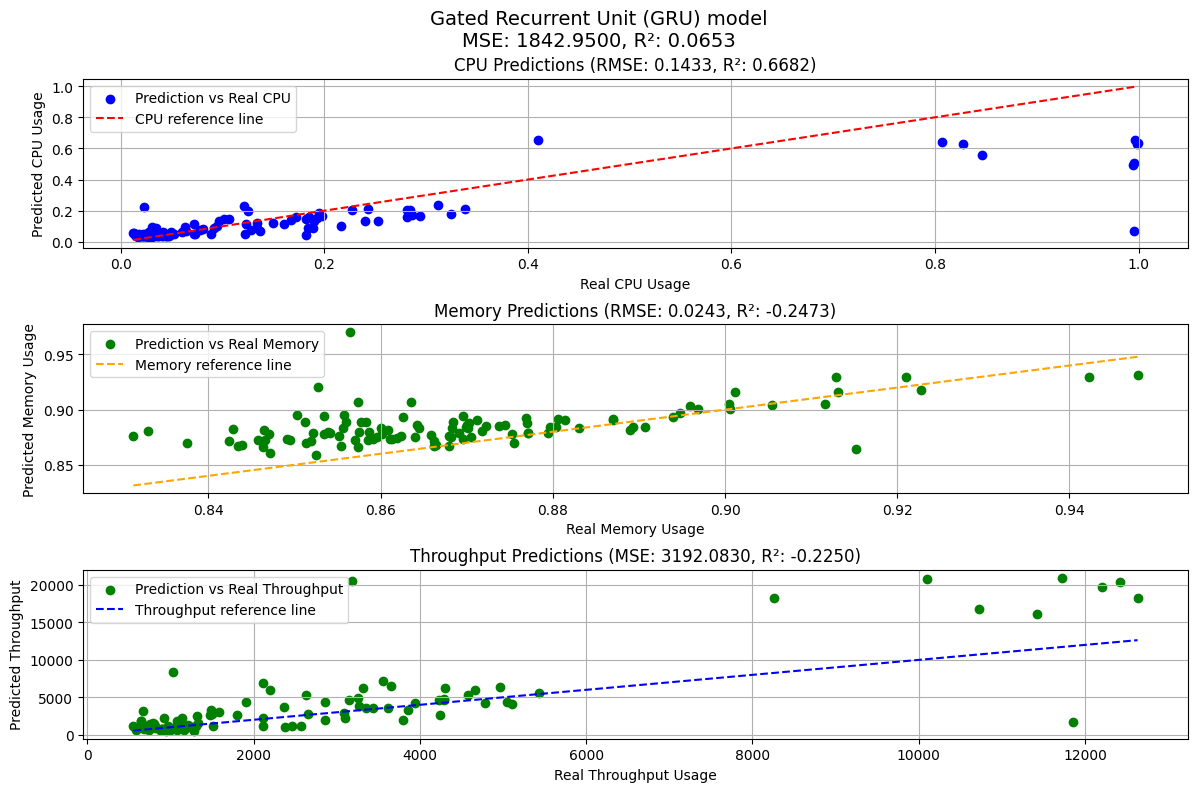 Gated Recurrent Unit (GRU) model
MSE: 1842.9500, R²: 0.0653
CPU Predictions (RMSE: 0.1433, R²: 0.6682)
Prediction vs Real CPU
CPU reference line
Predicted CPU Usage
1.0
0.8
0.6
0.4
0.2
0.0
0.0 0.2 0.4 0.6 0.8 1.0
Real CPU Usage
Memory Predictions (RMSE: 0.0243, R²: -0.2473)
Prediction vs Real Memory
Memory reference line
Predicted Memory Usage
0.95
0.90
0.85
0.84 0.86 0.88 0.90 0.92 0.94
Real Memory Usage
Throughput Predictions (MSE: 3192.0830, R²: -0.2250)
Prediction vs Real Throughput
Throughput reference line
Predicted Throughput
20000
15000
10000
5000
0
0 2000 4000 6000 8000 10000 12000
Real Throughput Usage